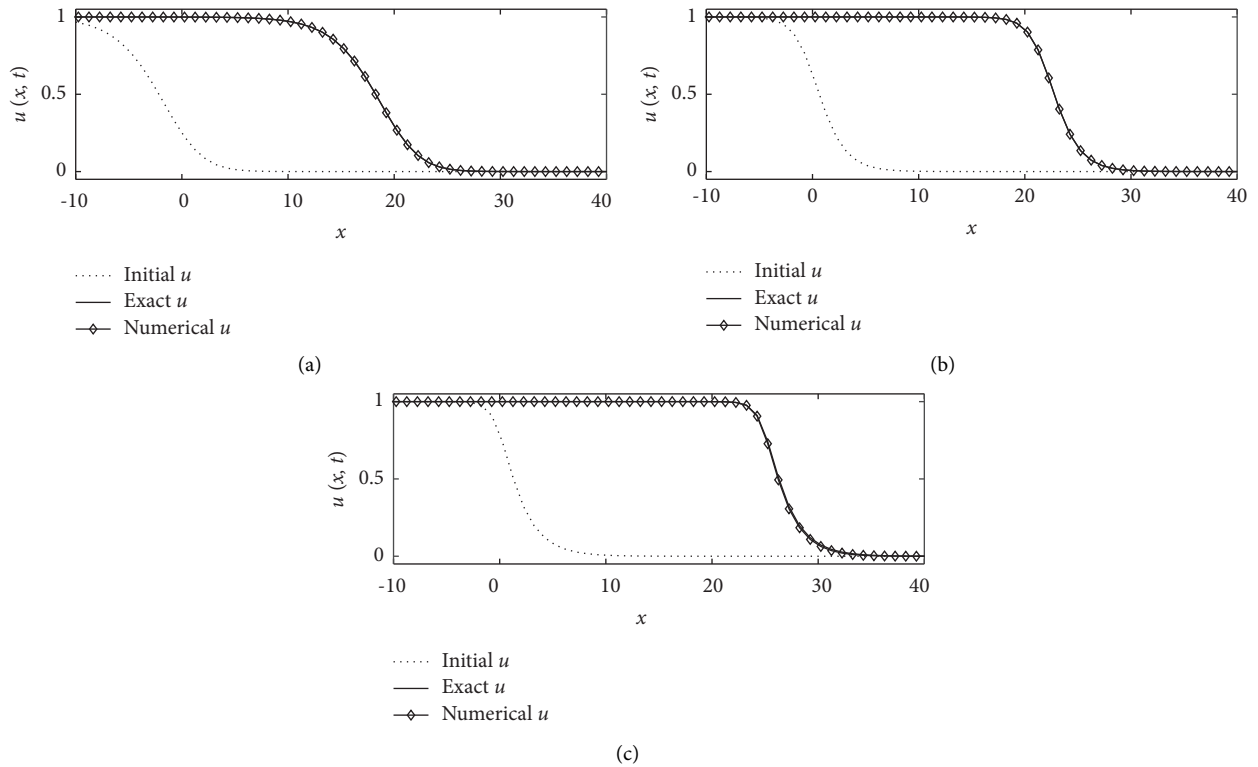 1
0.5
0
u (x, t)
-10 0 10 20 30 40
x
Initial u
Exact u
Numerical u
(a)
1
0.5
0
u (x, t)
-10 0 10 20 30 40
x
Initial u
Exact u
Numerical u
(b)
1
0.5
0
u (x, t)
-10 0 10 20 30 40
x
Initial u
Exact u
Numerical u
(c)